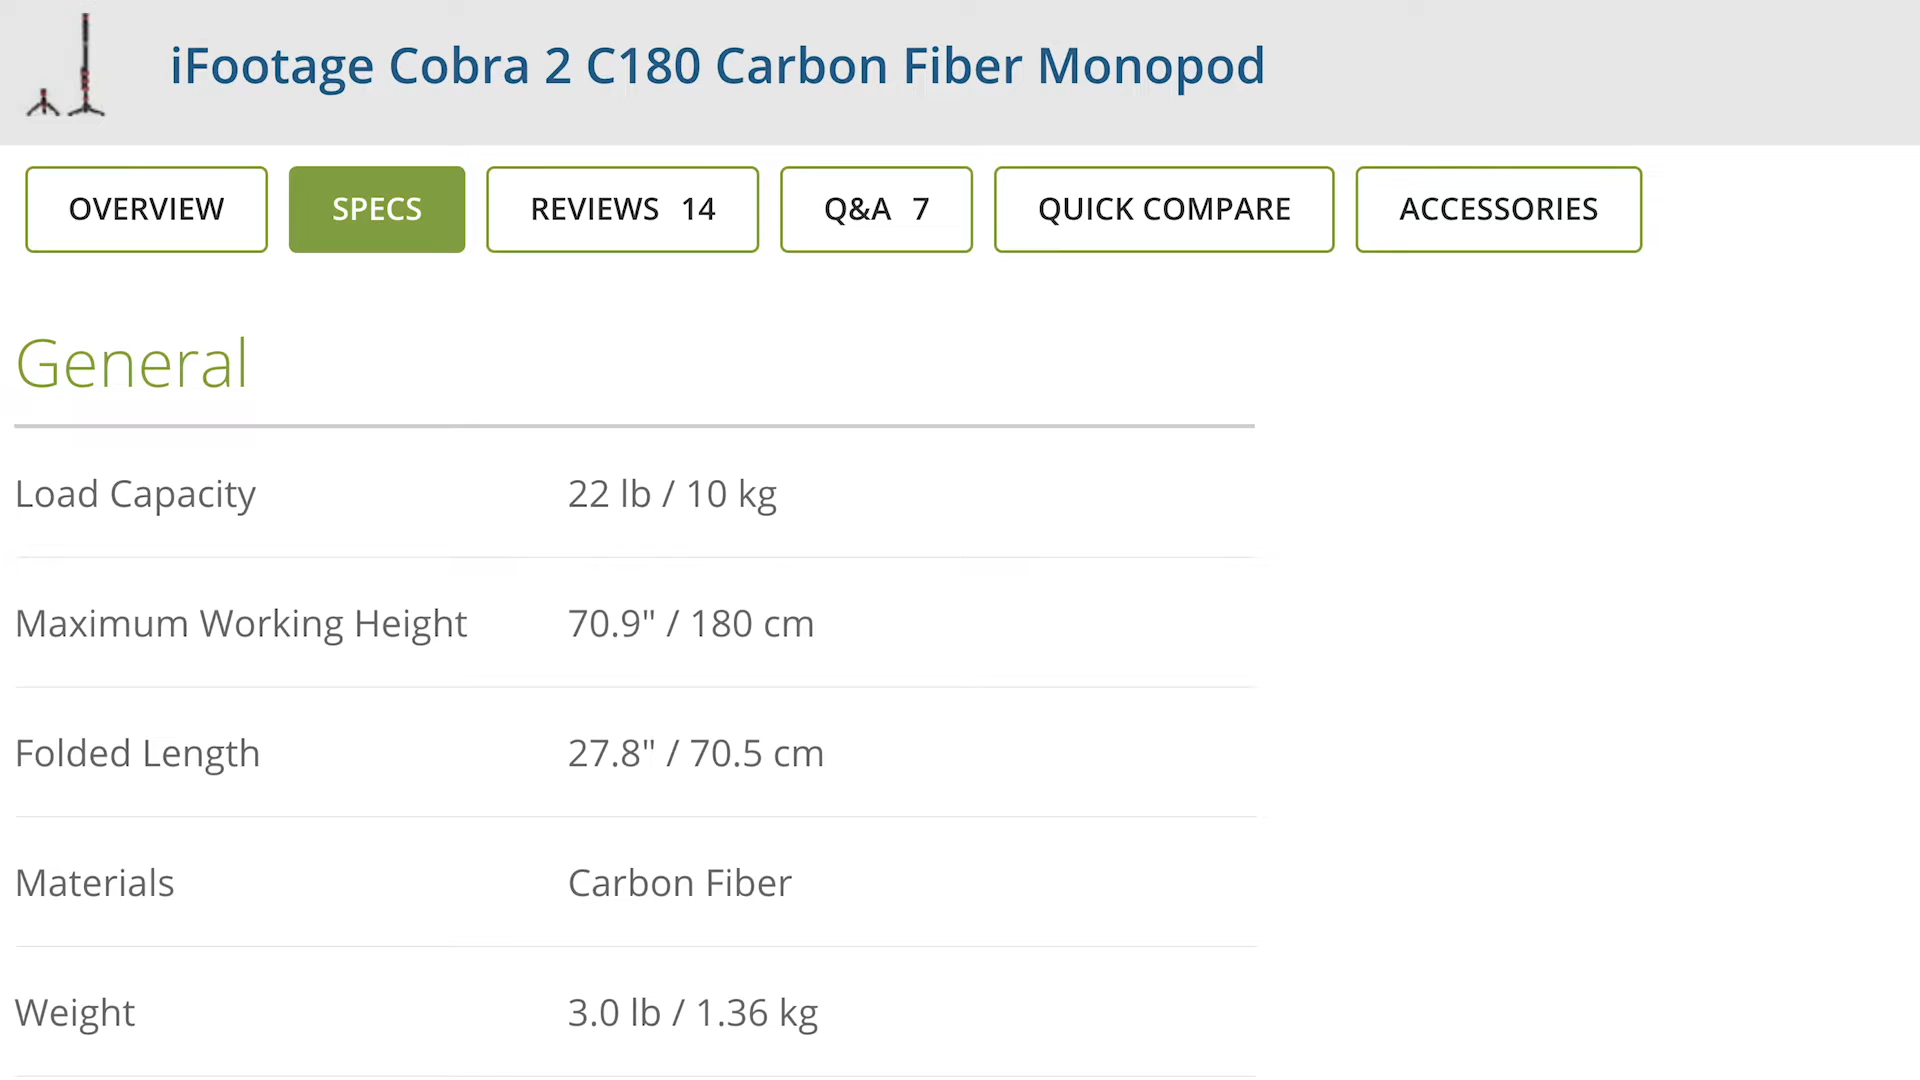 iFootage Cobra 2 C180 Carbon Fiber Monopod
OVERVIEW SPECS REVIEWS 14 Q&A 7 QUICK COMPARE ACCESSORIES
General
Load Capacity 22 lb / 10 kg
Maximum Working Height 70.9" / 180 cm
Folded Length 27.8" / 70.5 cm
Materials Carbon Fiber
Weight 3.0 lb / 1.36 kg